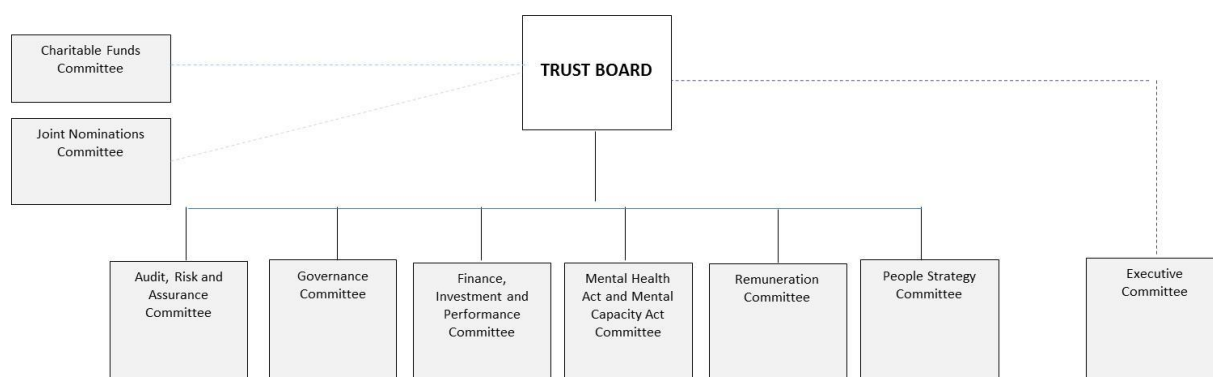 Charitable Funds
Committee
TRUST BOARD
Joint Nominations
Committee
Audit, Risk and
Assurance
Committee
Governance
Committee
Finance,
Investment and
Performance
Committee
Mental Health
Act and Mental
Capacity Act
Committee
Remuneration
Committee
People Strategy
Committee
Executive
Committee